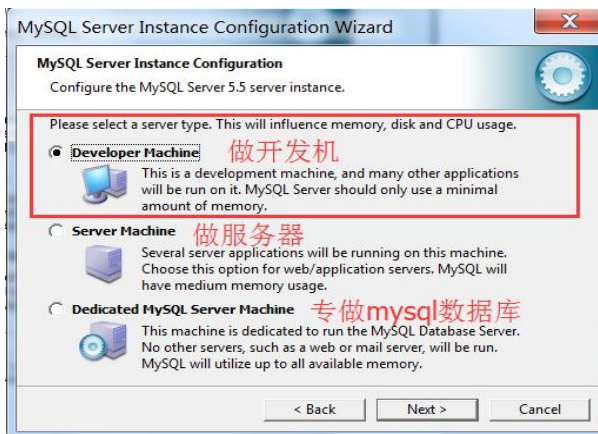 MySQL Server Instance Configuration Wizard
MySQL Server Instance Configuration
Configure the MySQL Server 5.5 server instance.
Please select a server type. This will influence memory, disk and CPU usage.
Developer Machine 做开发机
This is a development machine, and many other applications
will be run on it. MySQL Server should only use a minimal
amount of memory.
Server Machine 做服务器
Several server applications will be running on this machine.
Choose this option for web/application servers. MySQL will
have medium memory usage.
Dedicated MySQL Server Machine 专做mysql数据库
This machine is dedicated to run the MySQL Database Server.
No other servers, such as a web or mail server, will be run.
MySQL will utilize up to all available memory.
< Back Next > Cancel